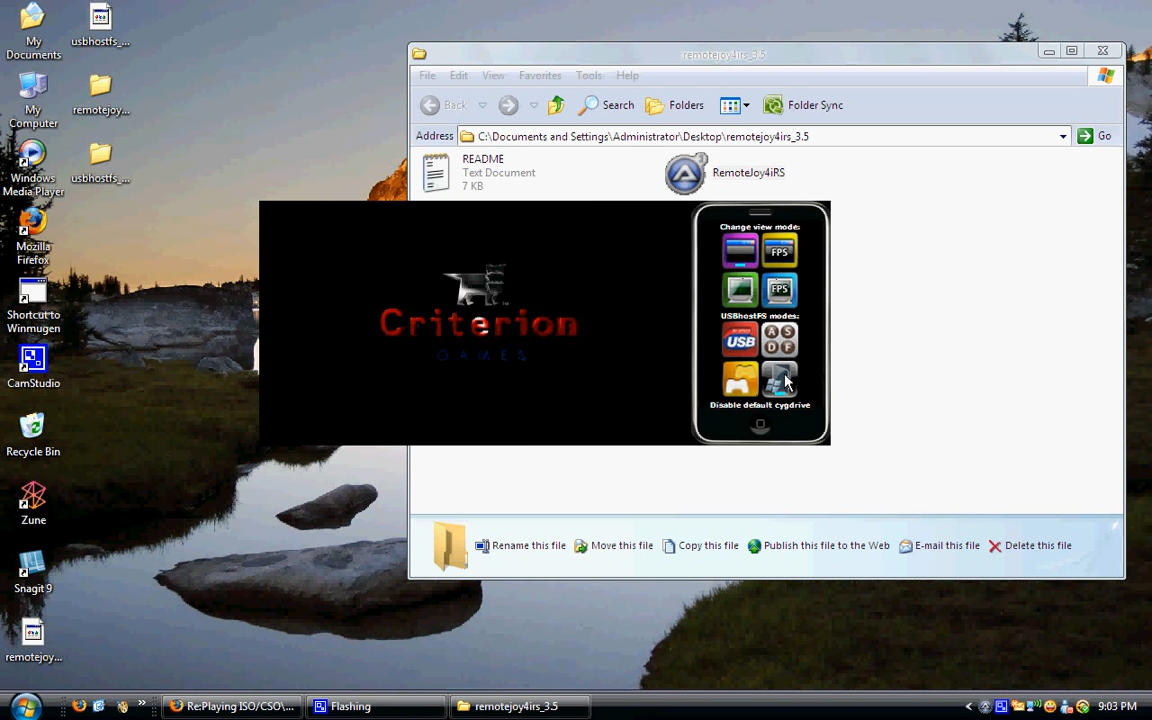 My
Documents
usbhostfs_...
My
Computer
remotejoy...
Windows
Media Player
usbhostfs_...
Mozilla
Firefox
Shortcut to
Winmugen
CamStudio
Recycle Bin
Zune
Snagit 9
remotejoy...
remotejoy4irs_3.5
File Edit View Favorites Tools Help
Back Search Folders Folder Sync
Address C:\Documents and Settings\Administrator\Desktop\remotejoy4irs_3.5 Go
README
Text Document
7 KB
RemoteJoy4iRS
Criterion
GAMES
Change view mode:
FPS
FPS
USBhostFS modes:
USB A S D F
Disable default cygdrive
Rename this file Move this file Copy this file Publish this file to the Web E-mail this file Delete this file
Re:Playing ISO/CSO\... Flashing remotejoy4irs_3.5 9:03 PM